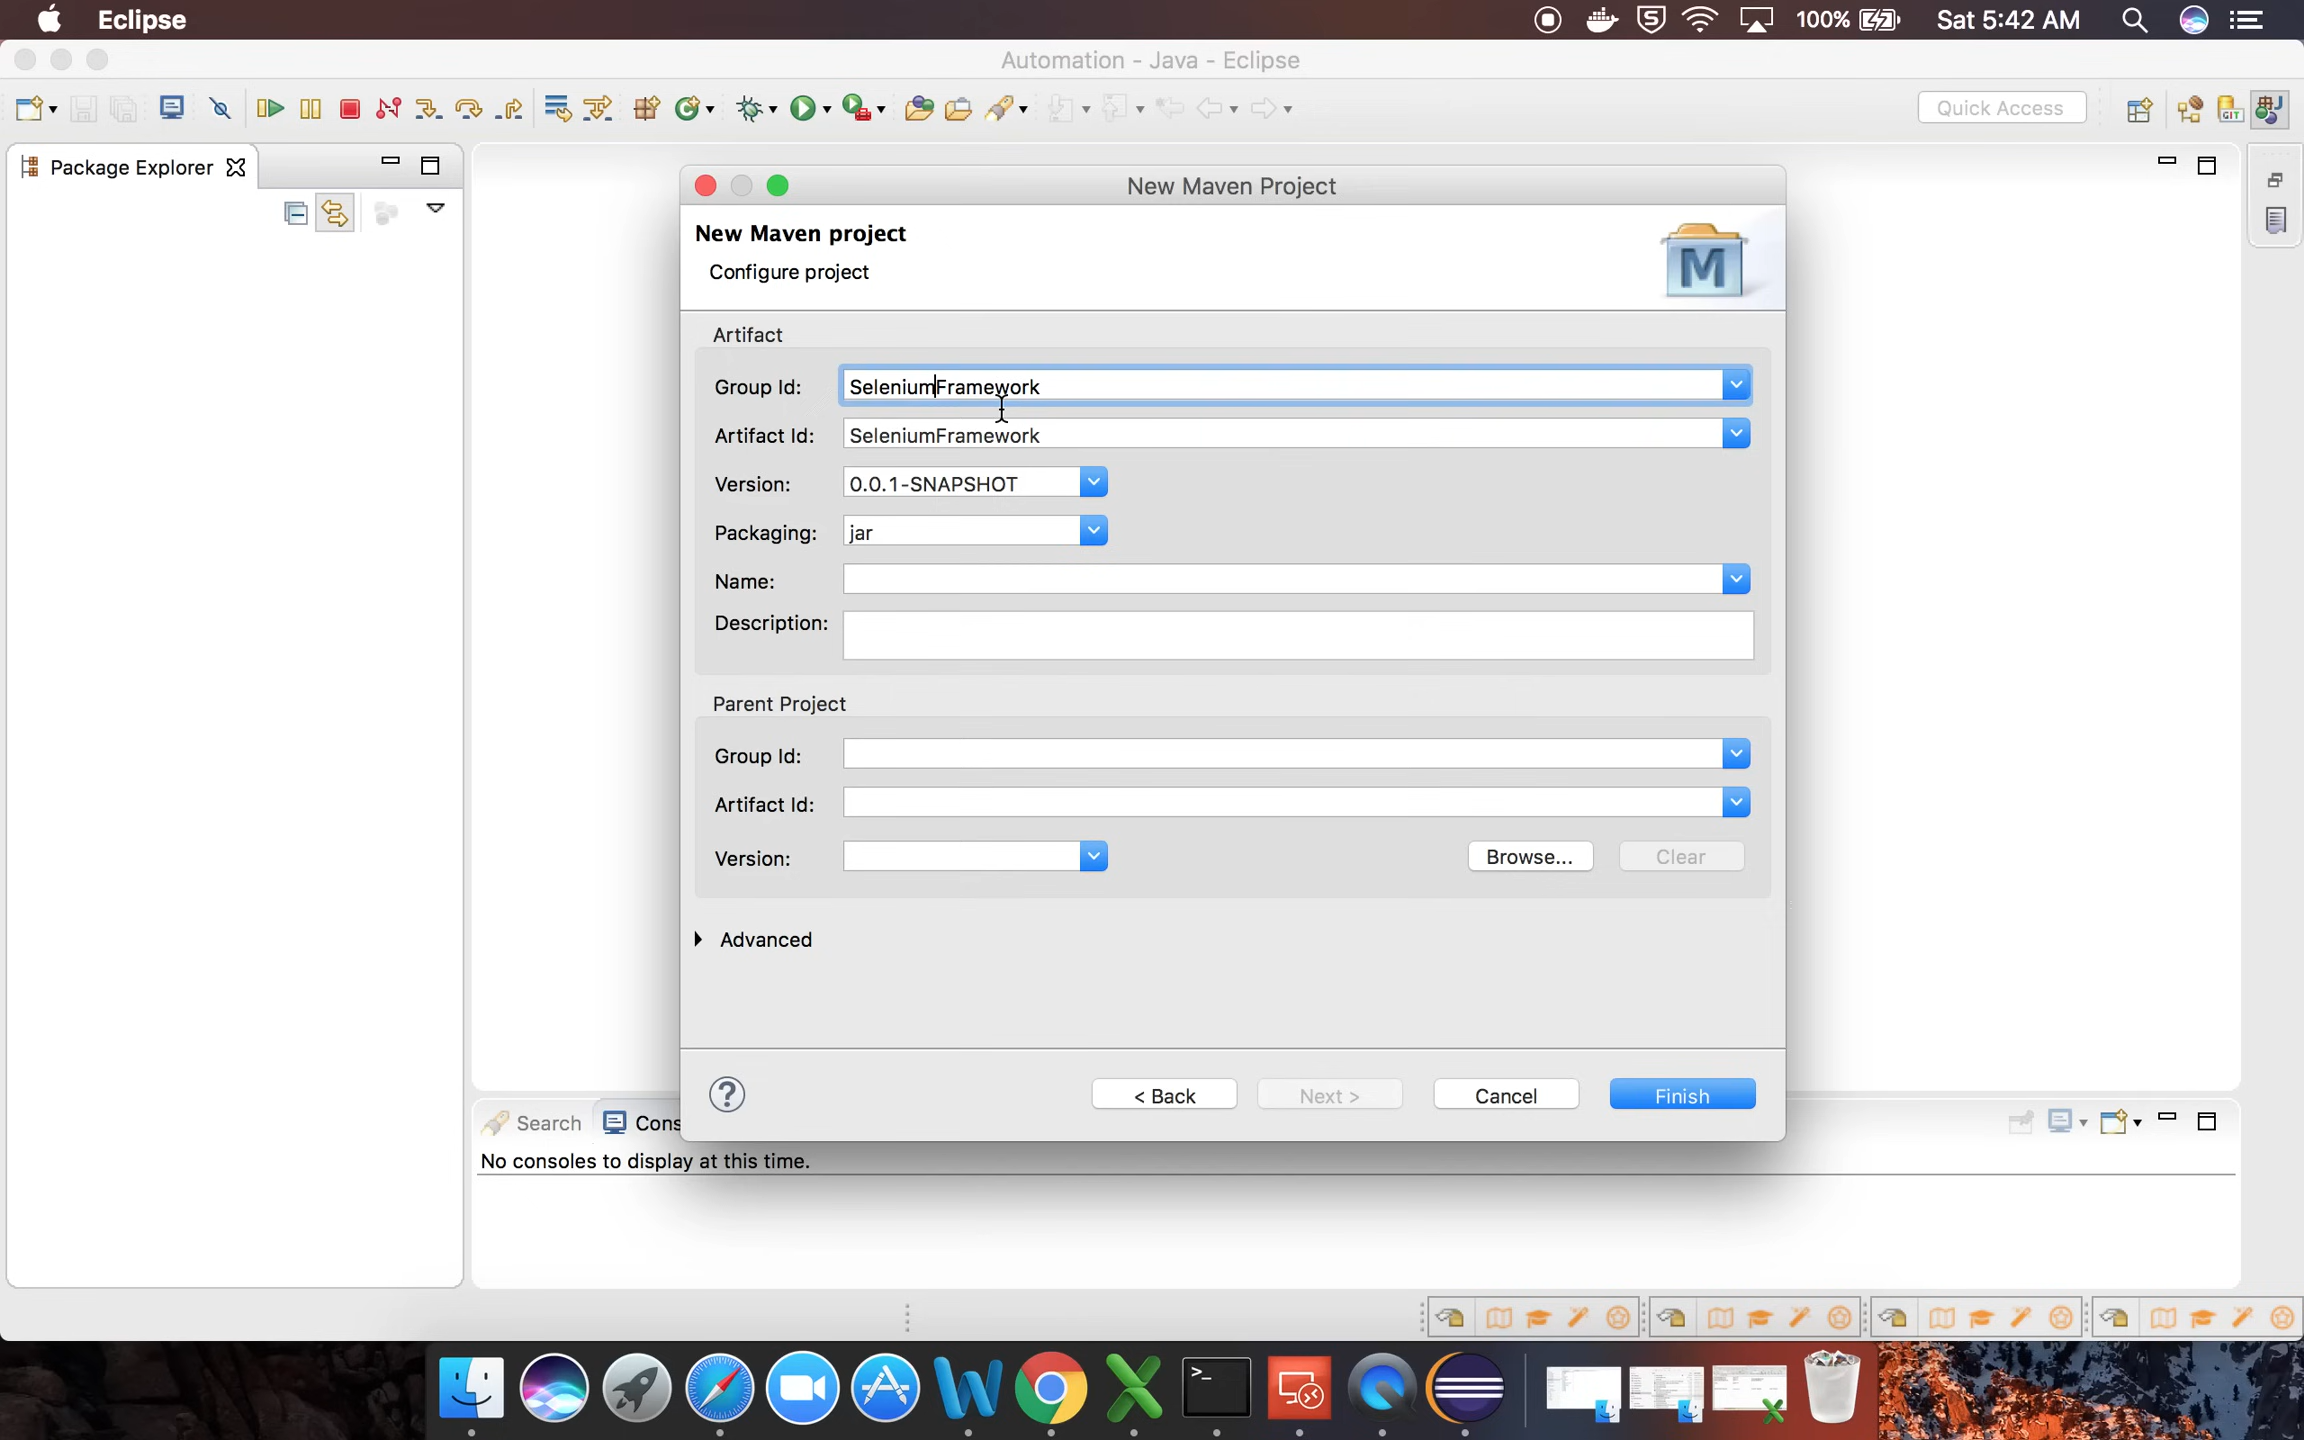 Eclipse
100%
Sat 5:42 AM
Automation - Java - Eclipse
Quick Access
Package Explorer
New Maven Project
New Maven project
Configure project
M
Artifact
Group Id: SeleniumFramework
Artifact Id: SeleniumFramework
Version: 0.0.1-SNAPSHOT
Packaging: jar
Name:
Description:
Parent Project
Group Id:
Artifact Id:
Version:
Browse...
Clear
Advanced
?
< Back
Next >
Cancel
Finish
Search
Cons
No consoles to display at this time.